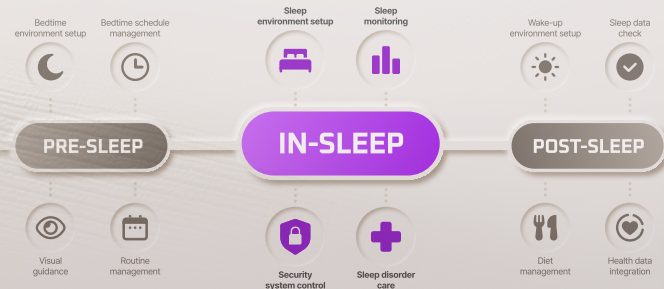 Bedtime
environment setup
Bedtime schedule
management
Sleep
environment setup
Sleep
monitoring
Wake-up
environment setup
Sleep data
check
PRE-SLEEP
IN-SLEEP
POST-SLEEP
Visual
guidance
Routine
management
Security
system control
Sleep disorder
care
Diet
management
Health data
integration